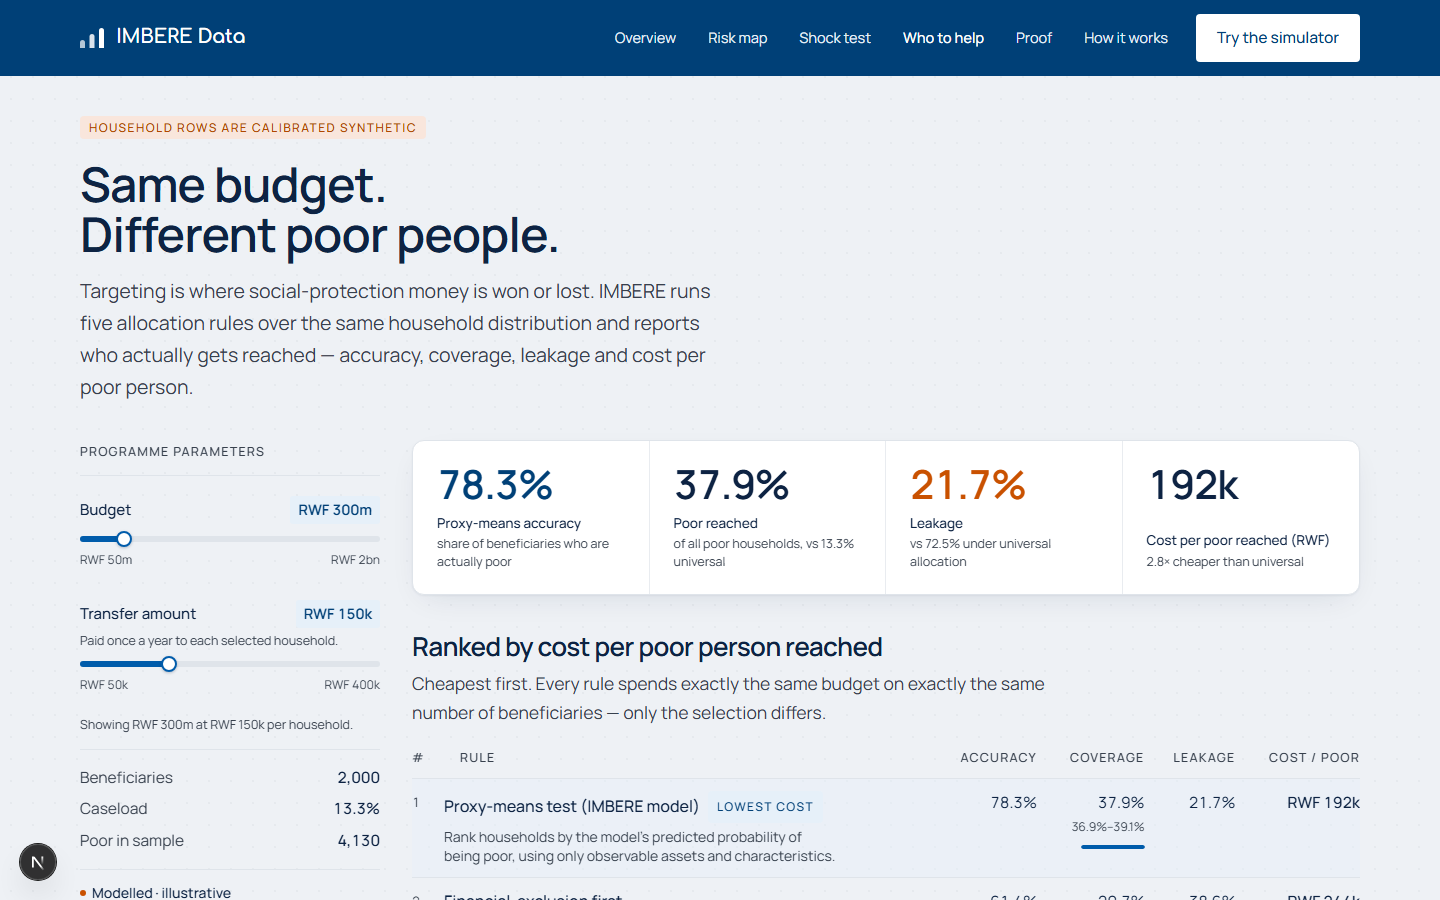 IMBERE Data
Overview
Risk map
Shock test
Who to help
Proof
How it works
Try the simulator
HOUSEHOLD ROWS ARE CALIBRATED SYNTHETIC
Same budget.
Different poor people.
Targeting is where social-protection money is won or lost. IMBERE runs
five allocation rules over the same household distribution and reports
who actually gets reached — accuracy, coverage, leakage and cost per
poor person.
PROGRAMME PARAMETERS
Budget
RWF 300m
RWF 50m
RWF 2bn
Transfer amount
RWF 150k
Paid once a year to each selected household.
RWF 50k
RWF 400k
Showing RWF 300m at RWF 150k per household.
Beneficiaries
2,000
Caseload
13.3%
Poor in sample
4,130
N
Modelled · illustrative
78.3%
Proxy-means accuracy
share of beneficiaries who are
actually poor
37.9%
Poor reached
of all poor households, vs 13.3%
universal
21.7%
Leakage
vs 72.5% under universal
allocation
192k
Cost per poor reached (RWF)
2.8× cheaper than universal
Ranked by cost per poor person reached
Cheapest first. Every rule spends exactly the same budget on exactly the same
number of beneficiaries — only the selection differs.
# RULE ACCURACY COVERAGE LEAKAGE COST / POOR
1 Proxy-means test (IMBERE model) LOWEST COST 78.3% 37.9% 21.7% RWF 192k
36.9%–39.1%
Rank households by the model's predicted probability of
being poor, using only observable assets and characteristics.